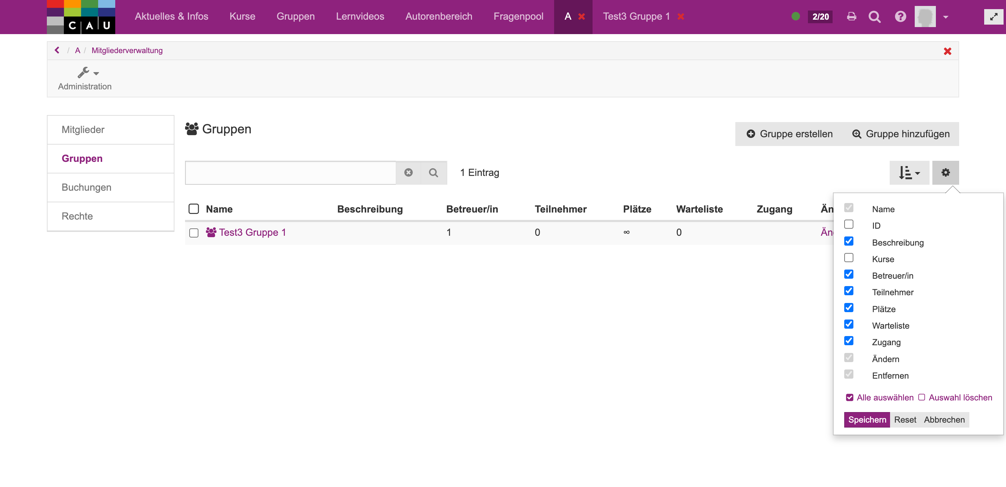 CAU
Aktuelles & Infos Kurse Gruppen Lernvideos Autorenbereich Fragenpool A Test3 Gruppe 1 2/20
/ A / Mitgliederverwaltung
Administration
Mitglieder
Gruppen
Buchungen
Rechte
Gruppen
Gruppe erstellen Gruppe hinzufügen
1 Eintrag
Name Beschreibung Betreuer/in Teilnehmer Plätze Warteliste Zugang Än
Test3 Gruppe 1 1 0 ∞ 0 Än
Name
ID
Beschreibung
Kurse
Betreuer/in
Teilnehmer
Plätze
Warteliste
Zugang
Ändern
Entfernen
Alle auswählen Auswahl löschen
Speichern Reset Abbrechen